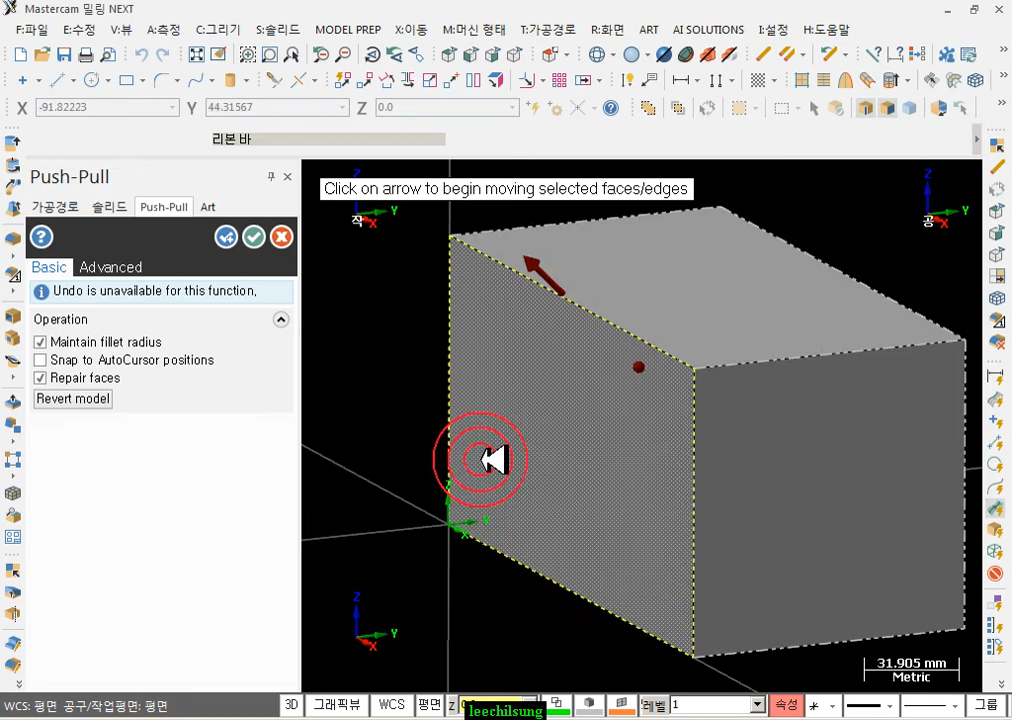 Mastercam 밀링 NEXT
F:파일 E:수정 V:뷰 A:측정 C:그리기 S:솔리드 MODEL PREP X:이동 M:머신 형태 T:가공경로 R:화면 ART AI SOLUTIONS I:설정 H:도움말
X -91.82223 Y 44.31567 Z 0.0
리본 바
Push-Pull
가공경로 솔리드 Push-Pull Art
Basic Advanced
Undo is unavailable for this function,
Operation
Maintain fillet radius
Snap to AutoCursor positions
Repair faces
Revert model
Click on arrow to begin moving selected faces/edges
Z Y X 작
Z Y X 공
Y X
Z Y X
31.905 mm
Metric
WCS: 평면 공구/작업평면: 평면 3D 그래픽뷰 WCS 평면 Z 레벨 1 속성 그룹
leechilsung